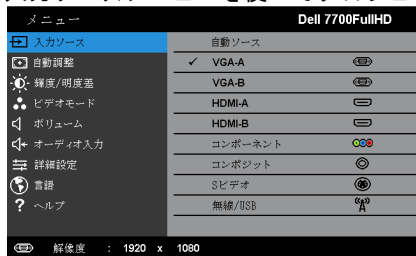 メニュー Dell 7700FullHD
入力ソース 自動ソース
自動調整 ✓ VGA-A
輝度/明度差 VGA-B
ビデオモード HDMI-A
ボリューム HDMI-B
オーディオ入力 コンポーネント
詳細設定 コンポジット
言語 Sビデオ
? ヘルプ 無線/USB
解像度 : 1920 x 1080